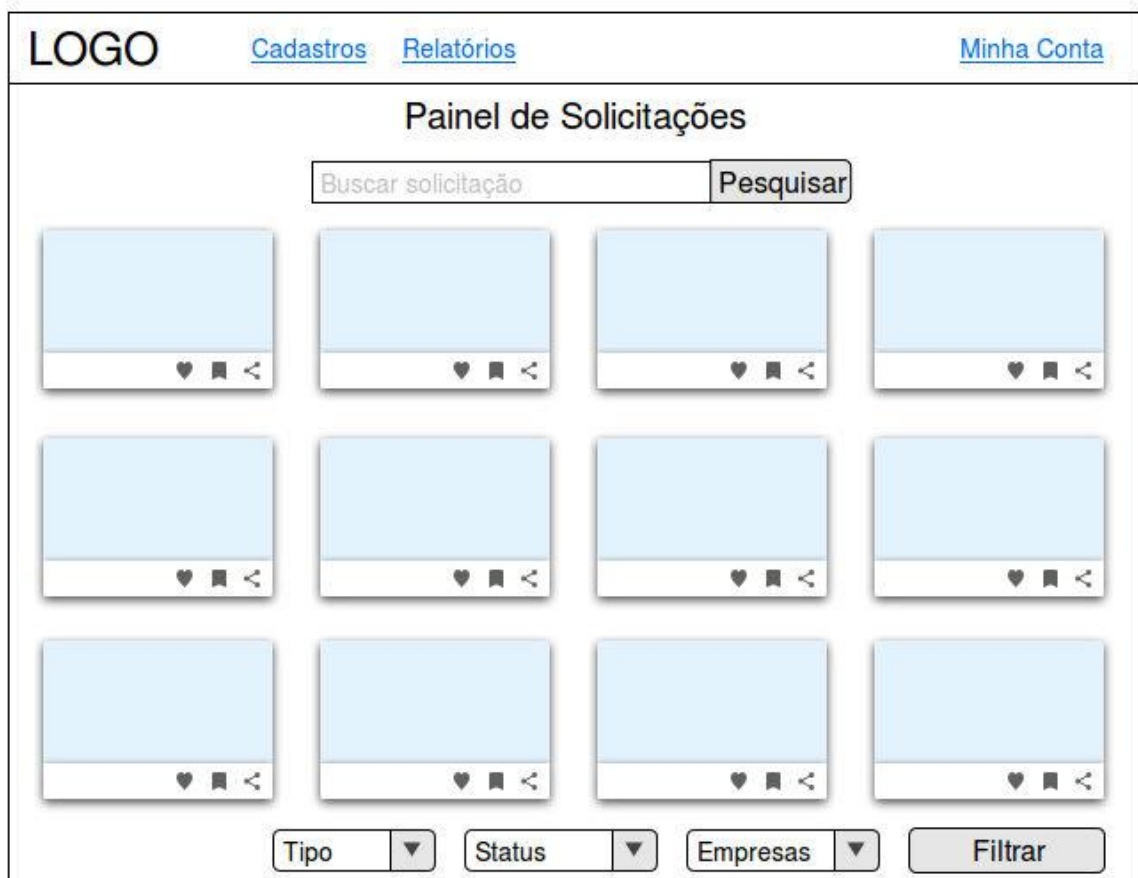 LOGO Cadastros Relatórios Minha Conta
Painel de Solicitações
Buscar solicitação Pesquisar
Tipo Status Empresas Filtrar